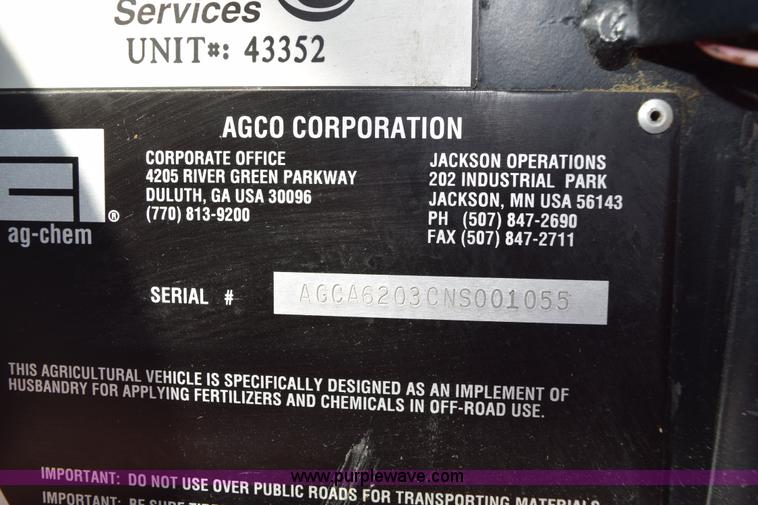 Services
UNIT#: 43352
AGCO CORPORATION
CORPORATE OFFICE
4205 RIVER GREEN PARKWAY
DULUTH, GA USA 30096
(770) 813-9200
JACKSON OPERATIONS
202 INDUSTRIAL PARK
JACKSON, MN USA 56143
PH (507) 847-2690
FAX (507) 847-2711
®
ag-chem
SERIAL # AGCA6203CNS001055
THIS AGRICULTURAL VEHICLE IS SPECIFICALLY DESIGNED AS AN IMPLEMENT OF
HUSBANDRY FOR APPLYING FERTILIZERS AND CHEMICALS IN OFF-ROAD USE.
IMPORTANT: DO NOT USE OVER PUBLIC ROADS FOR TRANSPORTING MATERIALS
IMPORTANT: BE SURE
www.purplewave.com